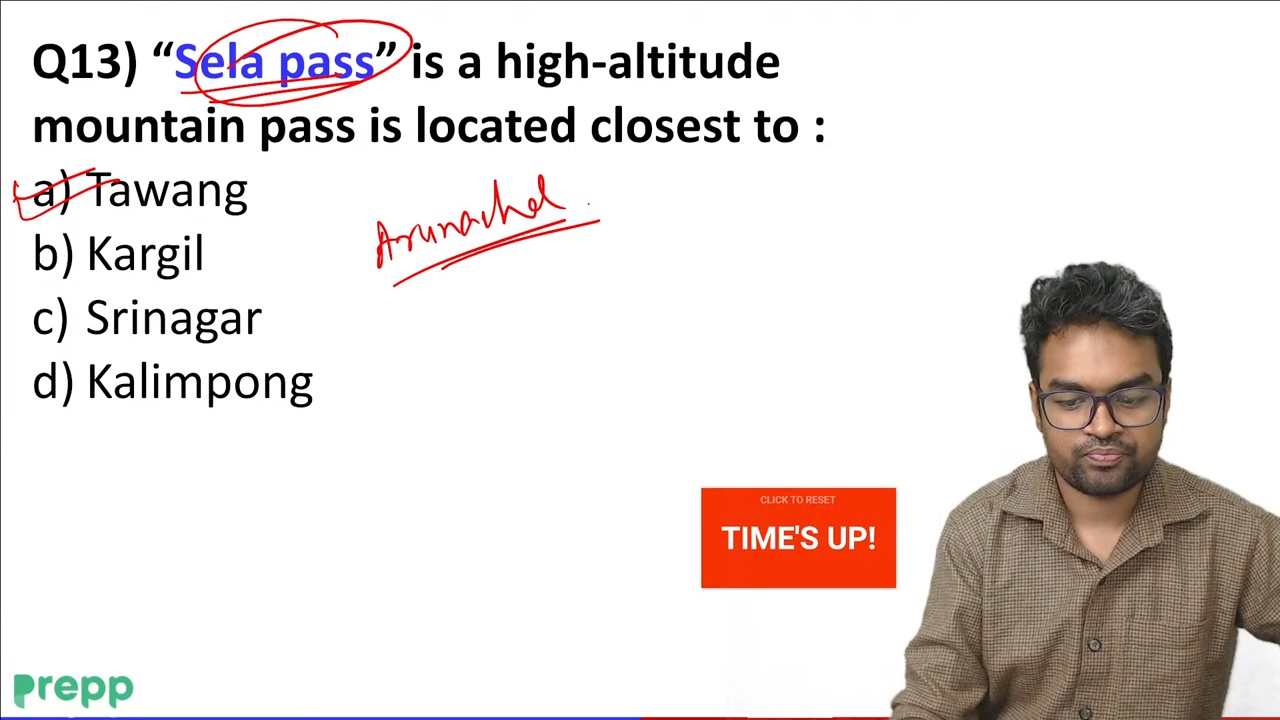 Q13) “Sela pass” is a high-altitude
mountain pass is located closest to :
a) Tawang
b) Kargil
c) Srinagar
d) Kalimpong
Arunachal
CLICK TO RESET
TIME'S UP!
prepp